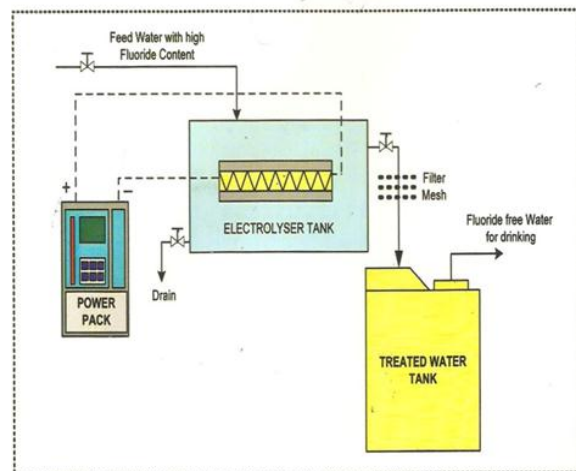 Feed Water with high
Fluoride Content
+
–
ELECTROLYSER TANK
Filter
Mesh
Fluoride free Water
for drinking
Drain
POWER
PACK
TREATED WATER
TANK